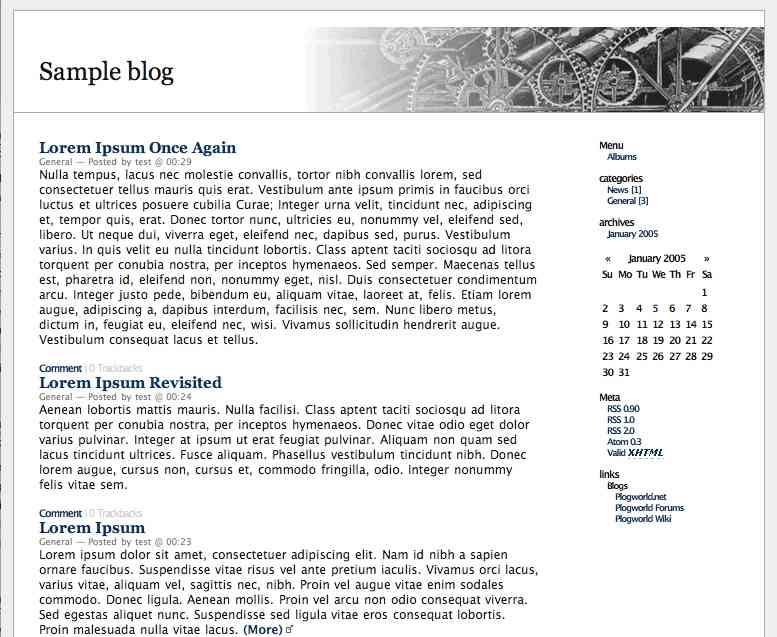 Sample blog
Lorem Ipsum Once Again
General — Posted by test @ 00:29
Nulla tempus, lacus nec molestie convallis, tortor nibh convallis lorem, sed
consectetuer tellus mauris quis erat. Vestibulum ante ipsum primis in faucibus orci
luctus et ultrices posuere cubilia Curae; Integer urna velit, tincidunt nec, adipiscing
et, tempor quis, erat. Donec tortor nunc, ultricies eu, nonummy vel, eleifend sed,
libero. Ut neque dui, viverra eget, eleifend nec, dapibus sed, purus. Vestibulum
varius. In quis velit eu nulla tincidunt lobortis. Class aptent taciti sociosqu ad litora
torquent per conubia nostra, per inceptos hymenaeos. Sed semper. Maecenas tellus
est, pharetra id, eleifend non, nonummy eget, nisl. Duis consectetuer condimentum
arcu. Integer justo pede, bibendum eu, aliquam vitae, laoreet at, felis. Etiam lorem
augue, adipiscing a, dapibus interdum, facilisis nec, sem. Nunc libero metus,
dictum in, feugiat eu, eleifend nec, wisi. Vivamus sollicitudin hendrerit augue.
Vestibulum consequat lacus et tellus.
Comment | 0 Trackbacks
Lorem Ipsum Revisited
General — Posted by test @ 00:24
Aenean lobortis mattis mauris. Nulla facilisi. Class aptent taciti sociosqu ad litora
torquent per conubia nostra, per inceptos hymenaeos. Donec vitae odio eget dolor
varius pulvinar. Integer at ipsum ut erat feugiat pulvinar. Aliquam non quam sed
lacus tincidunt ultrices. Fusce aliquam. Phasellus vestibulum tincidunt nibh. Donec
lorem augue, cursus non, cursus et, commodo fringilla, odio. Integer nonummy
felis vitae sem.
Comment | 0 Trackbacks
Lorem Ipsum
General — Posted by test @ 00:23
Lorem ipsum dolor sit amet, consectetuer adipiscing elit. Nam id nibh a sapien
ornare faucibus. Suspendisse vitae risus vel ante pretium iaculis. Vivamus orci lacus,
varius vitae, aliquam vel, sagittis nec, nibh. Proin vel augue vitae enim sodales
commodo. Donec ligula. Aenean mollis. Proin vel arcu non odio consequat viverra.
Sed egestas aliquet nunc. Suspendisse sed ligula vitae eros consequat lobortis.
Proin malesuada nulla vitae lacus. (More)
Menu
Albums
categories
News [1]
General [3]
archives
January 2005
« January 2005 »
Su Mo Tu We Th Fr Sa
1
2 3 4 5 6 7 8
9 10 11 12 13 14 15
16 17 18 19 20 21 22
23 24 25 26 27 28 29
30 31
Meta
RSS 0.90
RSS 1.0
RSS 2.0
Atom 0.3
Valid XHTML
links
Blogs
Plogworld.net
Plogworld Forums
Plogworld Wiki